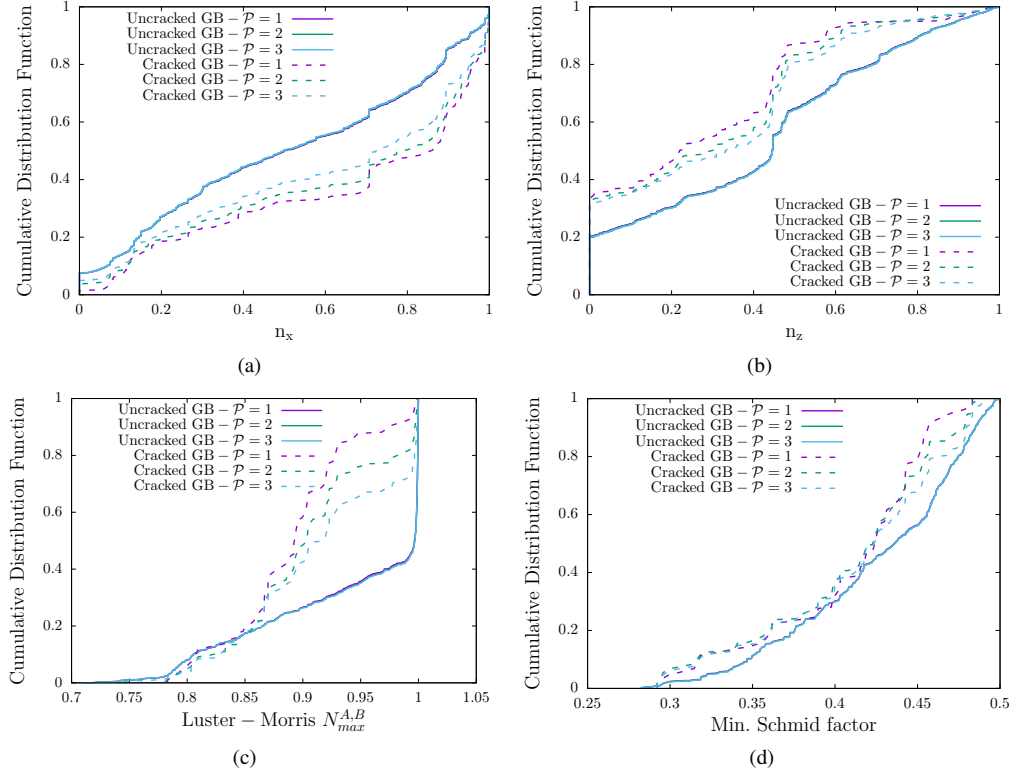 Cumulative Distribution Function
1
0.8
0.6
0.4
0.2
0
Uncracked GB − 𝒫 = 1
Uncracked GB − 𝒫 = 2
Uncracked GB − 𝒫 = 3
Cracked GB − 𝒫 = 1
Cracked GB − 𝒫 = 2
Cracked GB − 𝒫 = 3
0 0.2 0.4 0.6 0.8 1
n_x
(a)
Cumulative Distribution Function
1
0.8
0.6
0.4
0.2
0
Uncracked GB − 𝒫 = 1
Uncracked GB − 𝒫 = 2
Uncracked GB − 𝒫 = 3
Cracked GB − 𝒫 = 1
Cracked GB − 𝒫 = 2
Cracked GB − 𝒫 = 3
0 0.2 0.4 0.6 0.8 1
n_z
(b)
Cumulative Distribution Function
1
0.8
0.6
0.4
0.2
0
Uncracked GB − 𝒫 = 1
Uncracked GB − 𝒫 = 2
Uncracked GB − 𝒫 = 3
Cracked GB − 𝒫 = 1
Cracked GB − 𝒫 = 2
Cracked GB − 𝒫 = 3
0.7 0.75 0.8 0.85 0.9 0.95 1 1.05
Luster − Morris N_{max}^{A,B}
(c)
Cumulative Distribution Function
1
0.8
0.6
0.4
0.2
0
Uncracked GB − 𝒫 = 1
Uncracked GB − 𝒫 = 2
Uncracked GB − 𝒫 = 3
Cracked GB − 𝒫 = 1
Cracked GB − 𝒫 = 2
Cracked GB − 𝒫 = 3
0.25 0.3 0.35 0.4 0.45 0.5
Min. Schmid factor
(d)